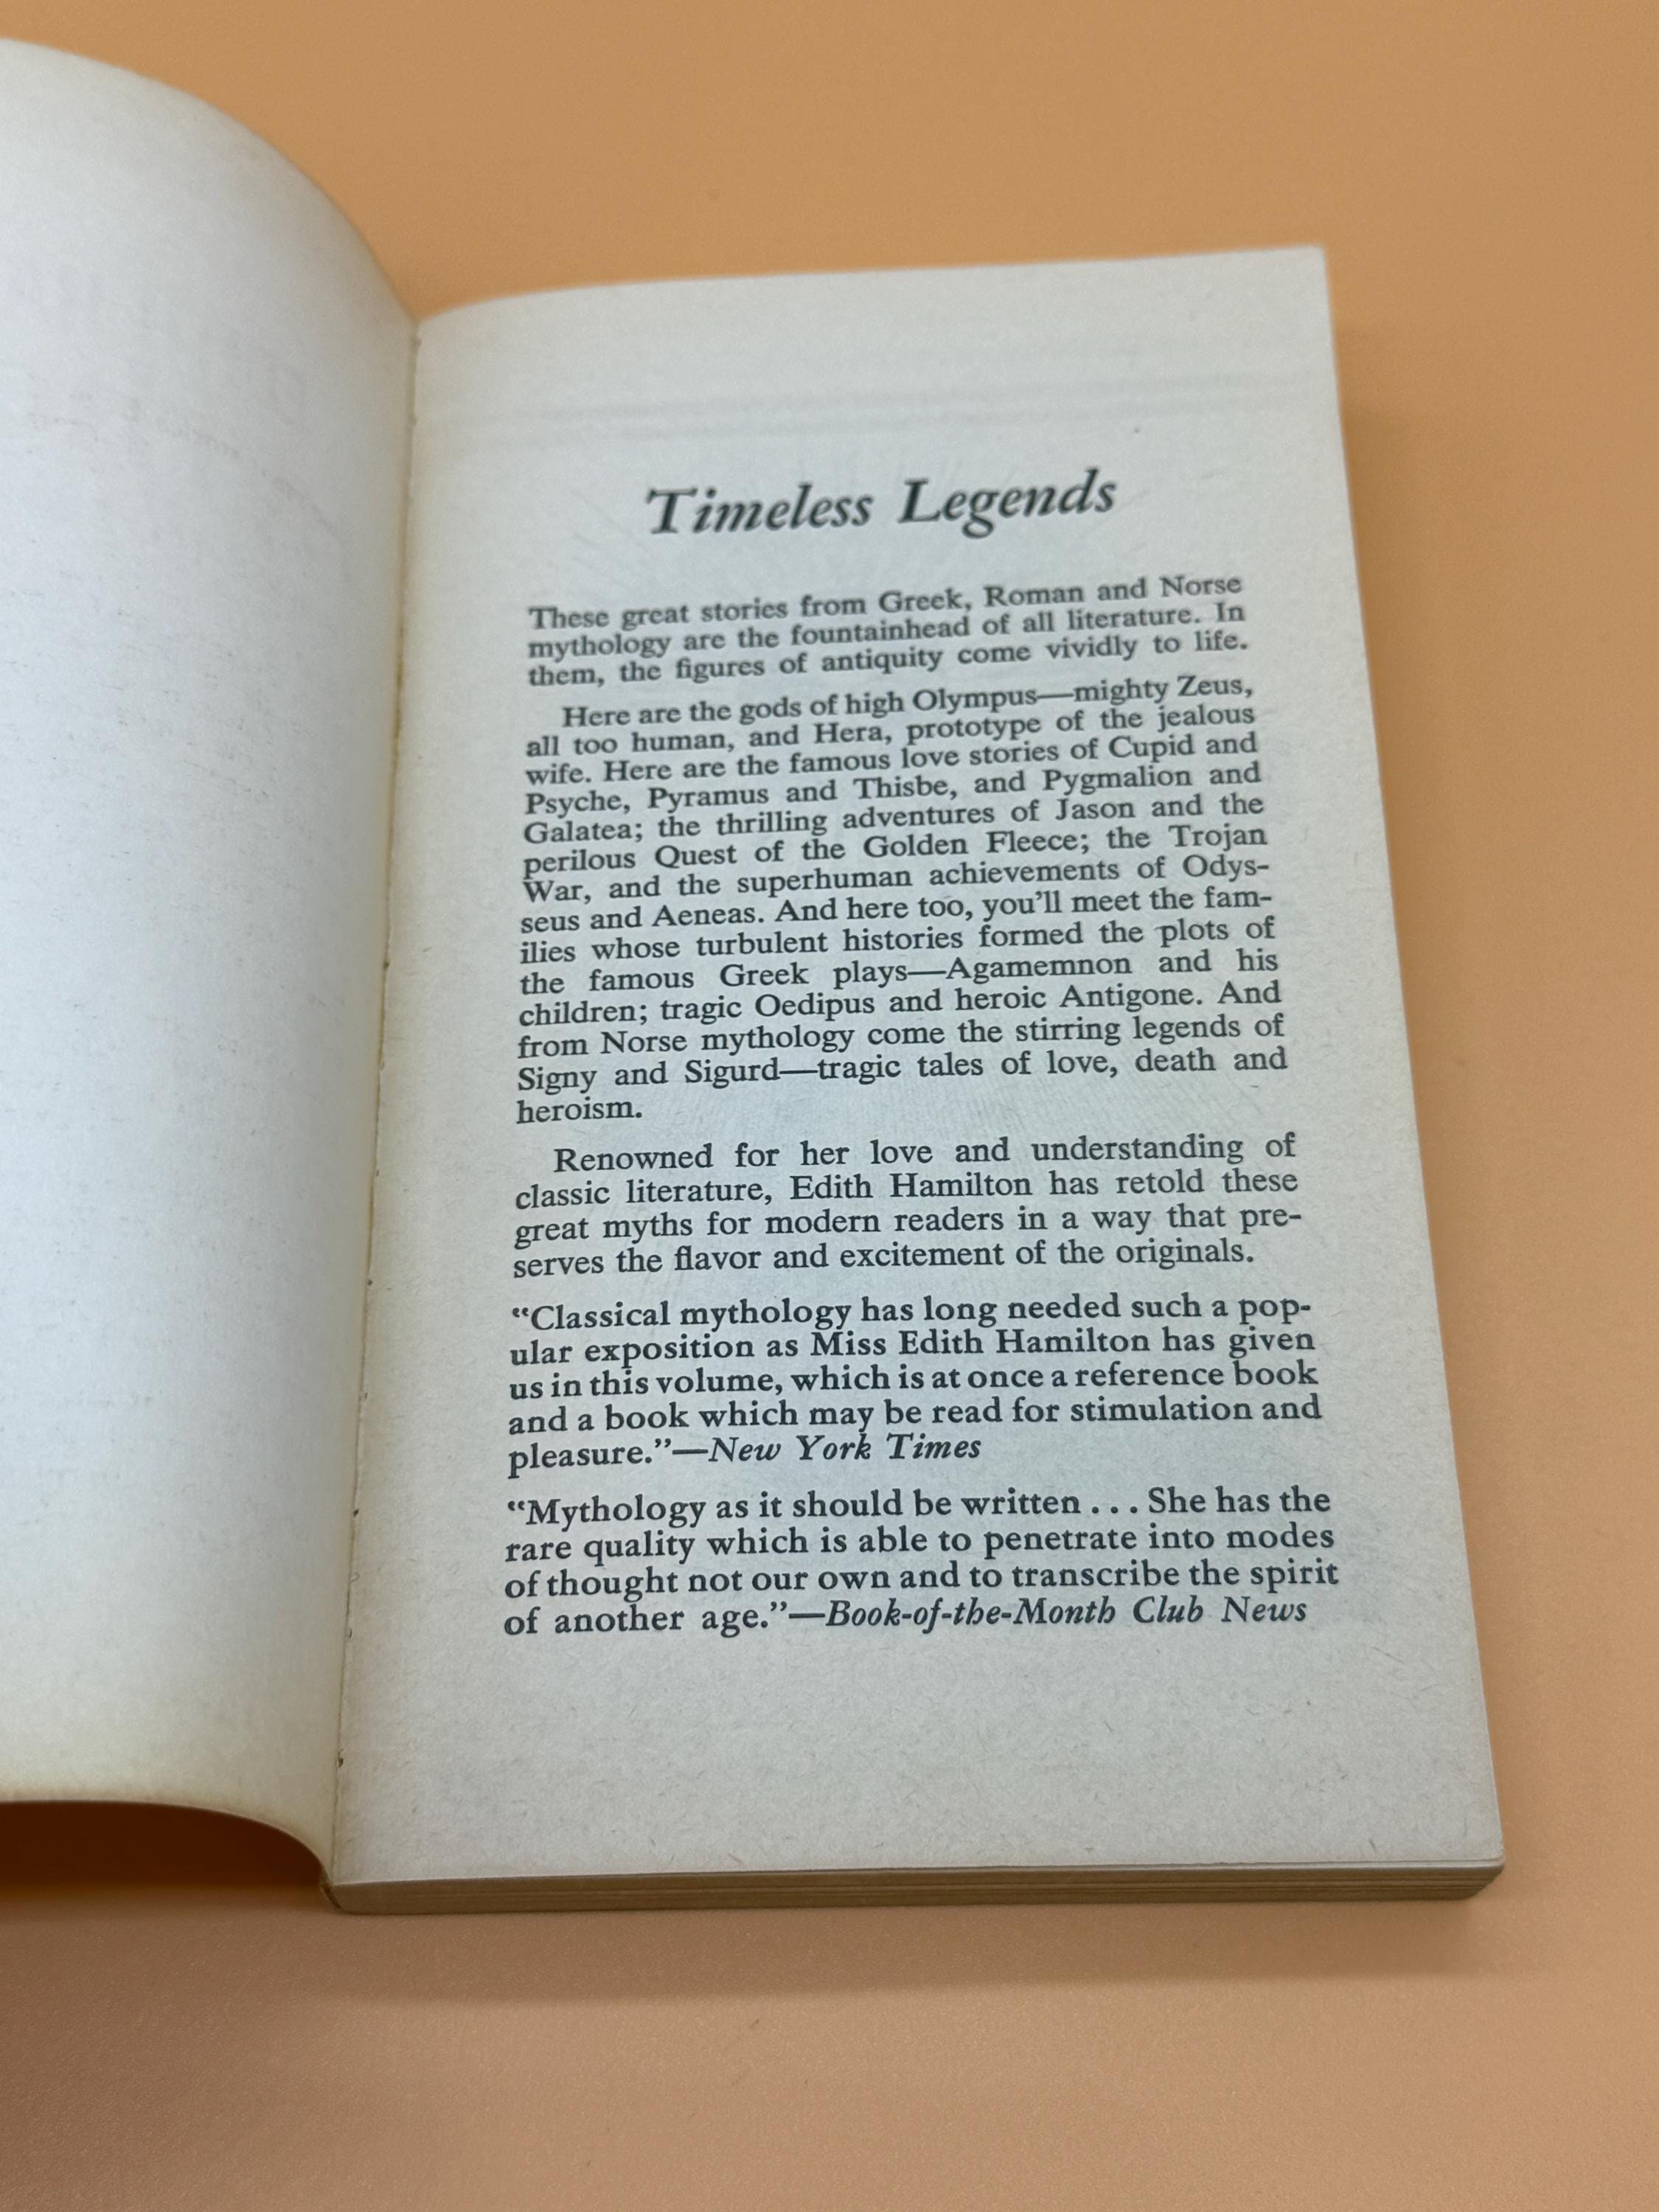 Timeless Legends
These great stories from Greek, Roman and Norse
mythology are the fountainhead of all literature. In
them, the figures of antiquity come vividly to life.
Here are the gods of high Olympus—mighty Zeus,
all too human, and Hera, prototype of the jealous
wife. Here are the famous love stories of Cupid and
Psyche, Pyramus and Thisbe, and Pygmalion and
Galatea; the thrilling adventures of Jason and the
perilous Quest of the Golden Fleece; the Trojan
War, and the superhuman achievements of Odys-
seus and Aeneas. And here too, you'll meet the fam-
ilies whose turbulent histories formed the plots of
the famous Greek plays—Agamemnon and his
children; tragic Oedipus and heroic Antigone. And
from Norse mythology come the stirring legends of
Signy and Sigurd—tragic tales of love, death and
heroism.
Renowned for her love and understanding of
classic literature, Edith Hamilton has retold these
great myths for modern readers in a way that pre-
serves the flavor and excitement of the originals.
“Classical mythology has long needed such a pop-
ular exposition as Miss Edith Hamilton has given
us in this volume, which is at once a reference book
and a book which may be read for stimulation and
pleasure.”—New York Times
“Mythology as it should be written . . . She has the
rare quality which is able to penetrate into modes
of thought not our own and to transcribe the spirit
of another age.”—Book-of-the-Month Club News